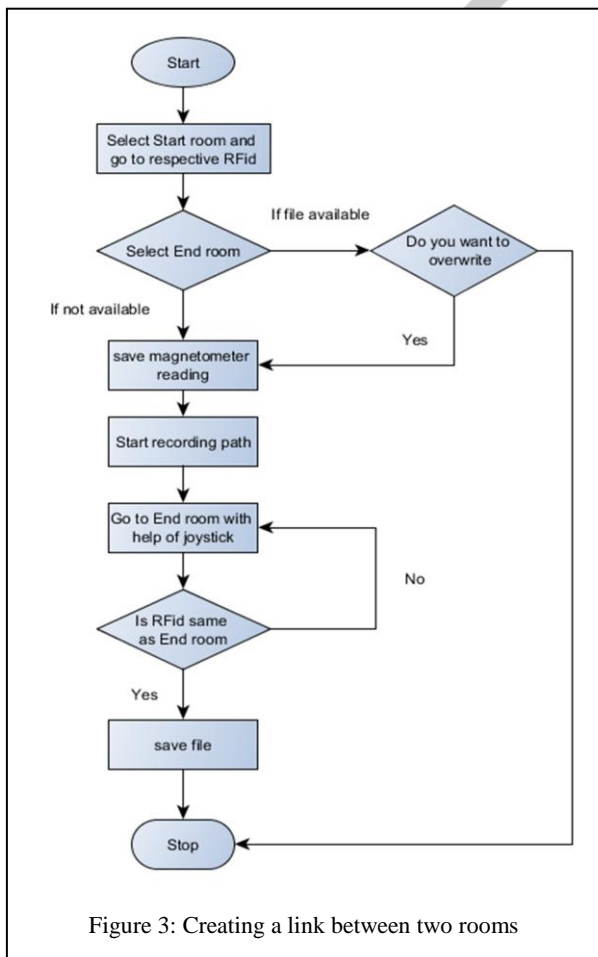 Start
Select Start room and
go to respective RFid
If file available
Select End room
Do you want to
overwrite
If not available
Yes
save magnetometer
reading
Start recording path
Go to End room with
help of joystick
No
Is RFid same
as End room
Yes
save file
Stop
Figure 3: Creating a link between two rooms